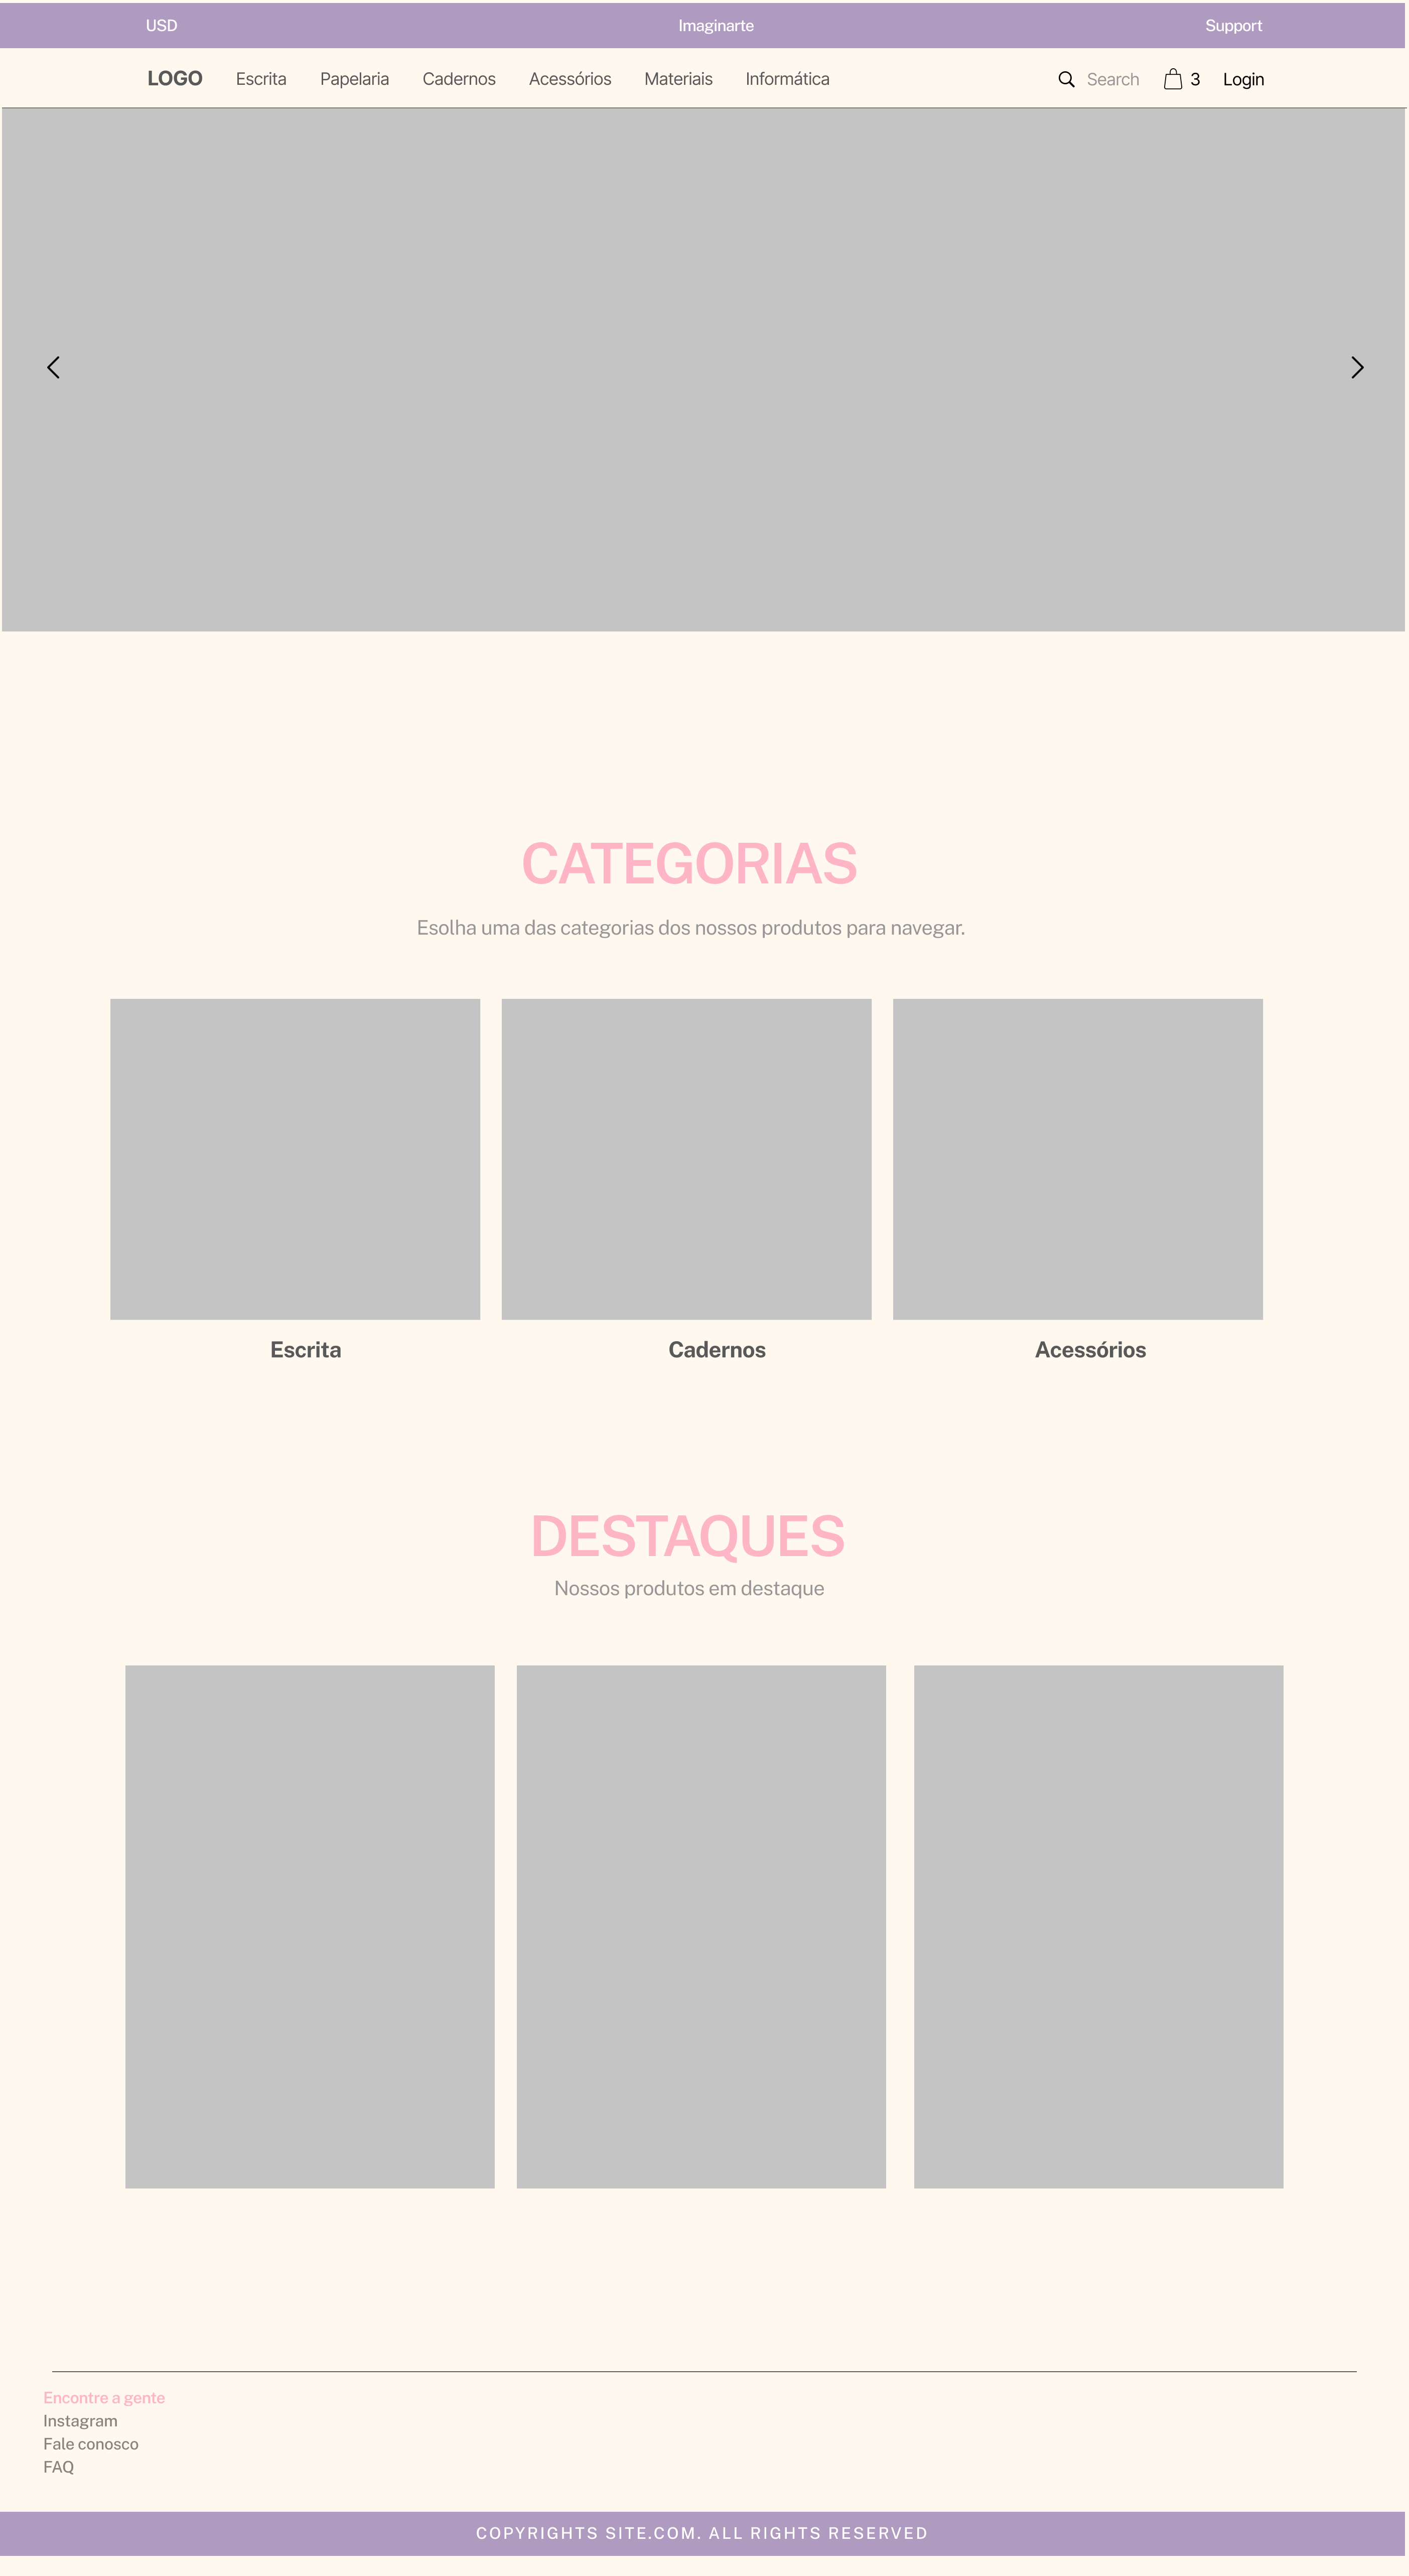 USD Imaginarte Support
LOGO Escrita Papelaria Cadernos Acessórios Materiais Informática Search 3 Login
CATEGORIAS
Esolha uma das categorias dos nossos produtos para navegar.
Escrita Cadernos Acessórios
DESTAQUES
Nossos produtos em destaque
Encontre a gente
Instagram
Fale conosco
FAQ
COPYRIGHTS SITE.COM. ALL RIGHTS RESERVED